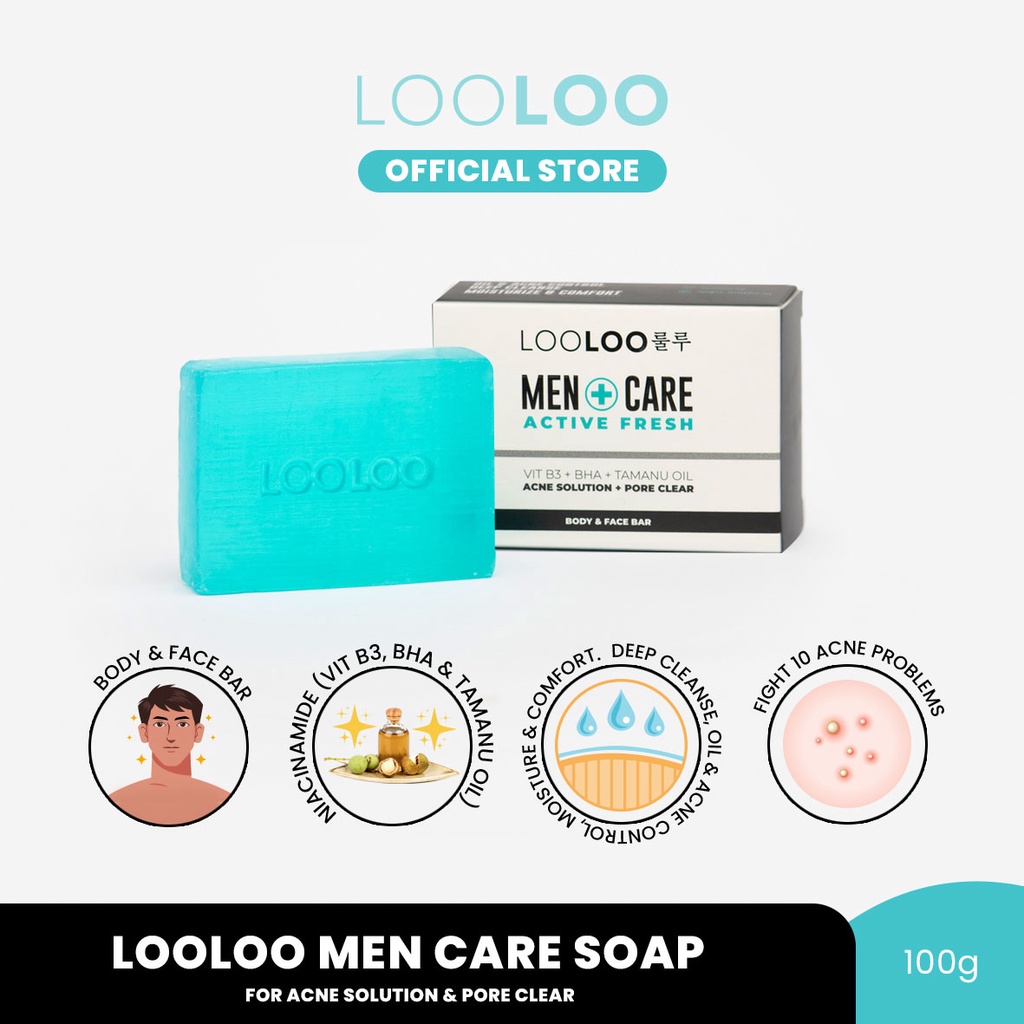 LOOLOO
OFFICIAL STORE
MOISTURIZE & COMFORT
LOOLOO룰루
MEN + CARE
ACTIVE FRESH
VIT B3 + BHA + TAMANU OIL
ACNE SOLUTION + PORE CLEAR
BODY & FACE BAR
LOOLOO
BODY & FACE BAR
NIACINAMIDE (VIT B3, BHA & TAMANU OIL)
DEEP CLEANSE, OIL & ACNE CONTROL, MOISTURE & COMFORT.
FIGHT 10 ACNE PROBLEMS
LOOLOO MEN CARE SOAP
FOR ACNE SOLUTION & PORE CLEAR
100g